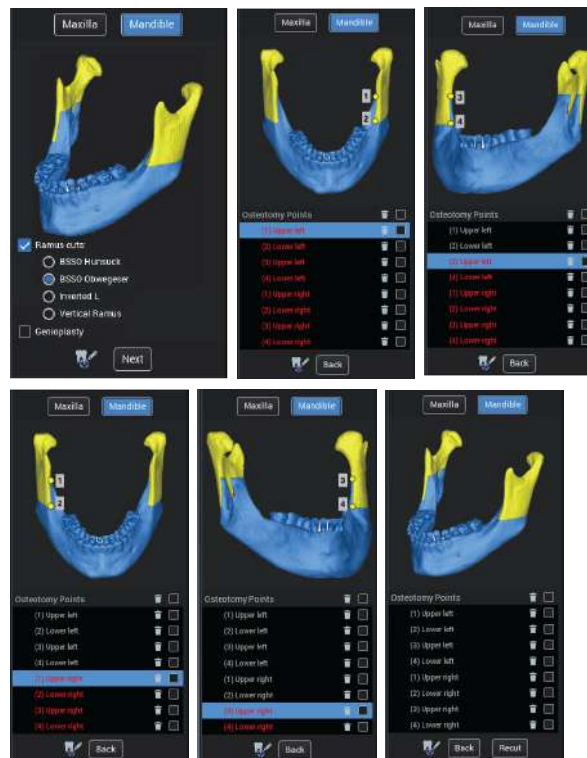 Maxilla Mandible
Ramus cuts:
BSSO Hunsuck
BSSO Obwegeser
Inverted L
Vertical Ramus
Genioplasty
Next
Maxilla Mandible
1
2
Osteotomy Points
(1) Upper left
(2) Lower left
(3) Upper left
(4) Lower left
(1) Upper right
(2) Lower right
(3) Upper right
(4) Lower right
Back
Maxilla Mandible
3
4
Osteotomy Points
(1) Upper left
(2) Lower left
(3) Upper left
(4) Lower left
(1) Upper right
(2) Lower right
(3) Upper right
(4) Lower right
Back
Maxilla Mandible
1
2
Osteotomy Points
(1) Upper left
(2) Lower left
(3) Upper left
(4) Lower left
(1) Upper right
(2) Lower right
(3) Upper right
(4) Lower right
Back
Maxilla Mandible
3
4
Osteotomy Points
(1) Upper left
(2) Lower left
(3) Upper left
(4) Lower left
(1) Upper right
(2) Lower right
(3) Upper right
(4) Lower right
Back
Maxilla Mandible
Osteotomy Points
(1) Upper left
(2) Lower left
(3) Upper left
(4) Lower left
(1) Upper right
(2) Lower right
(3) Upper right
(4) Lower right
Back Recut